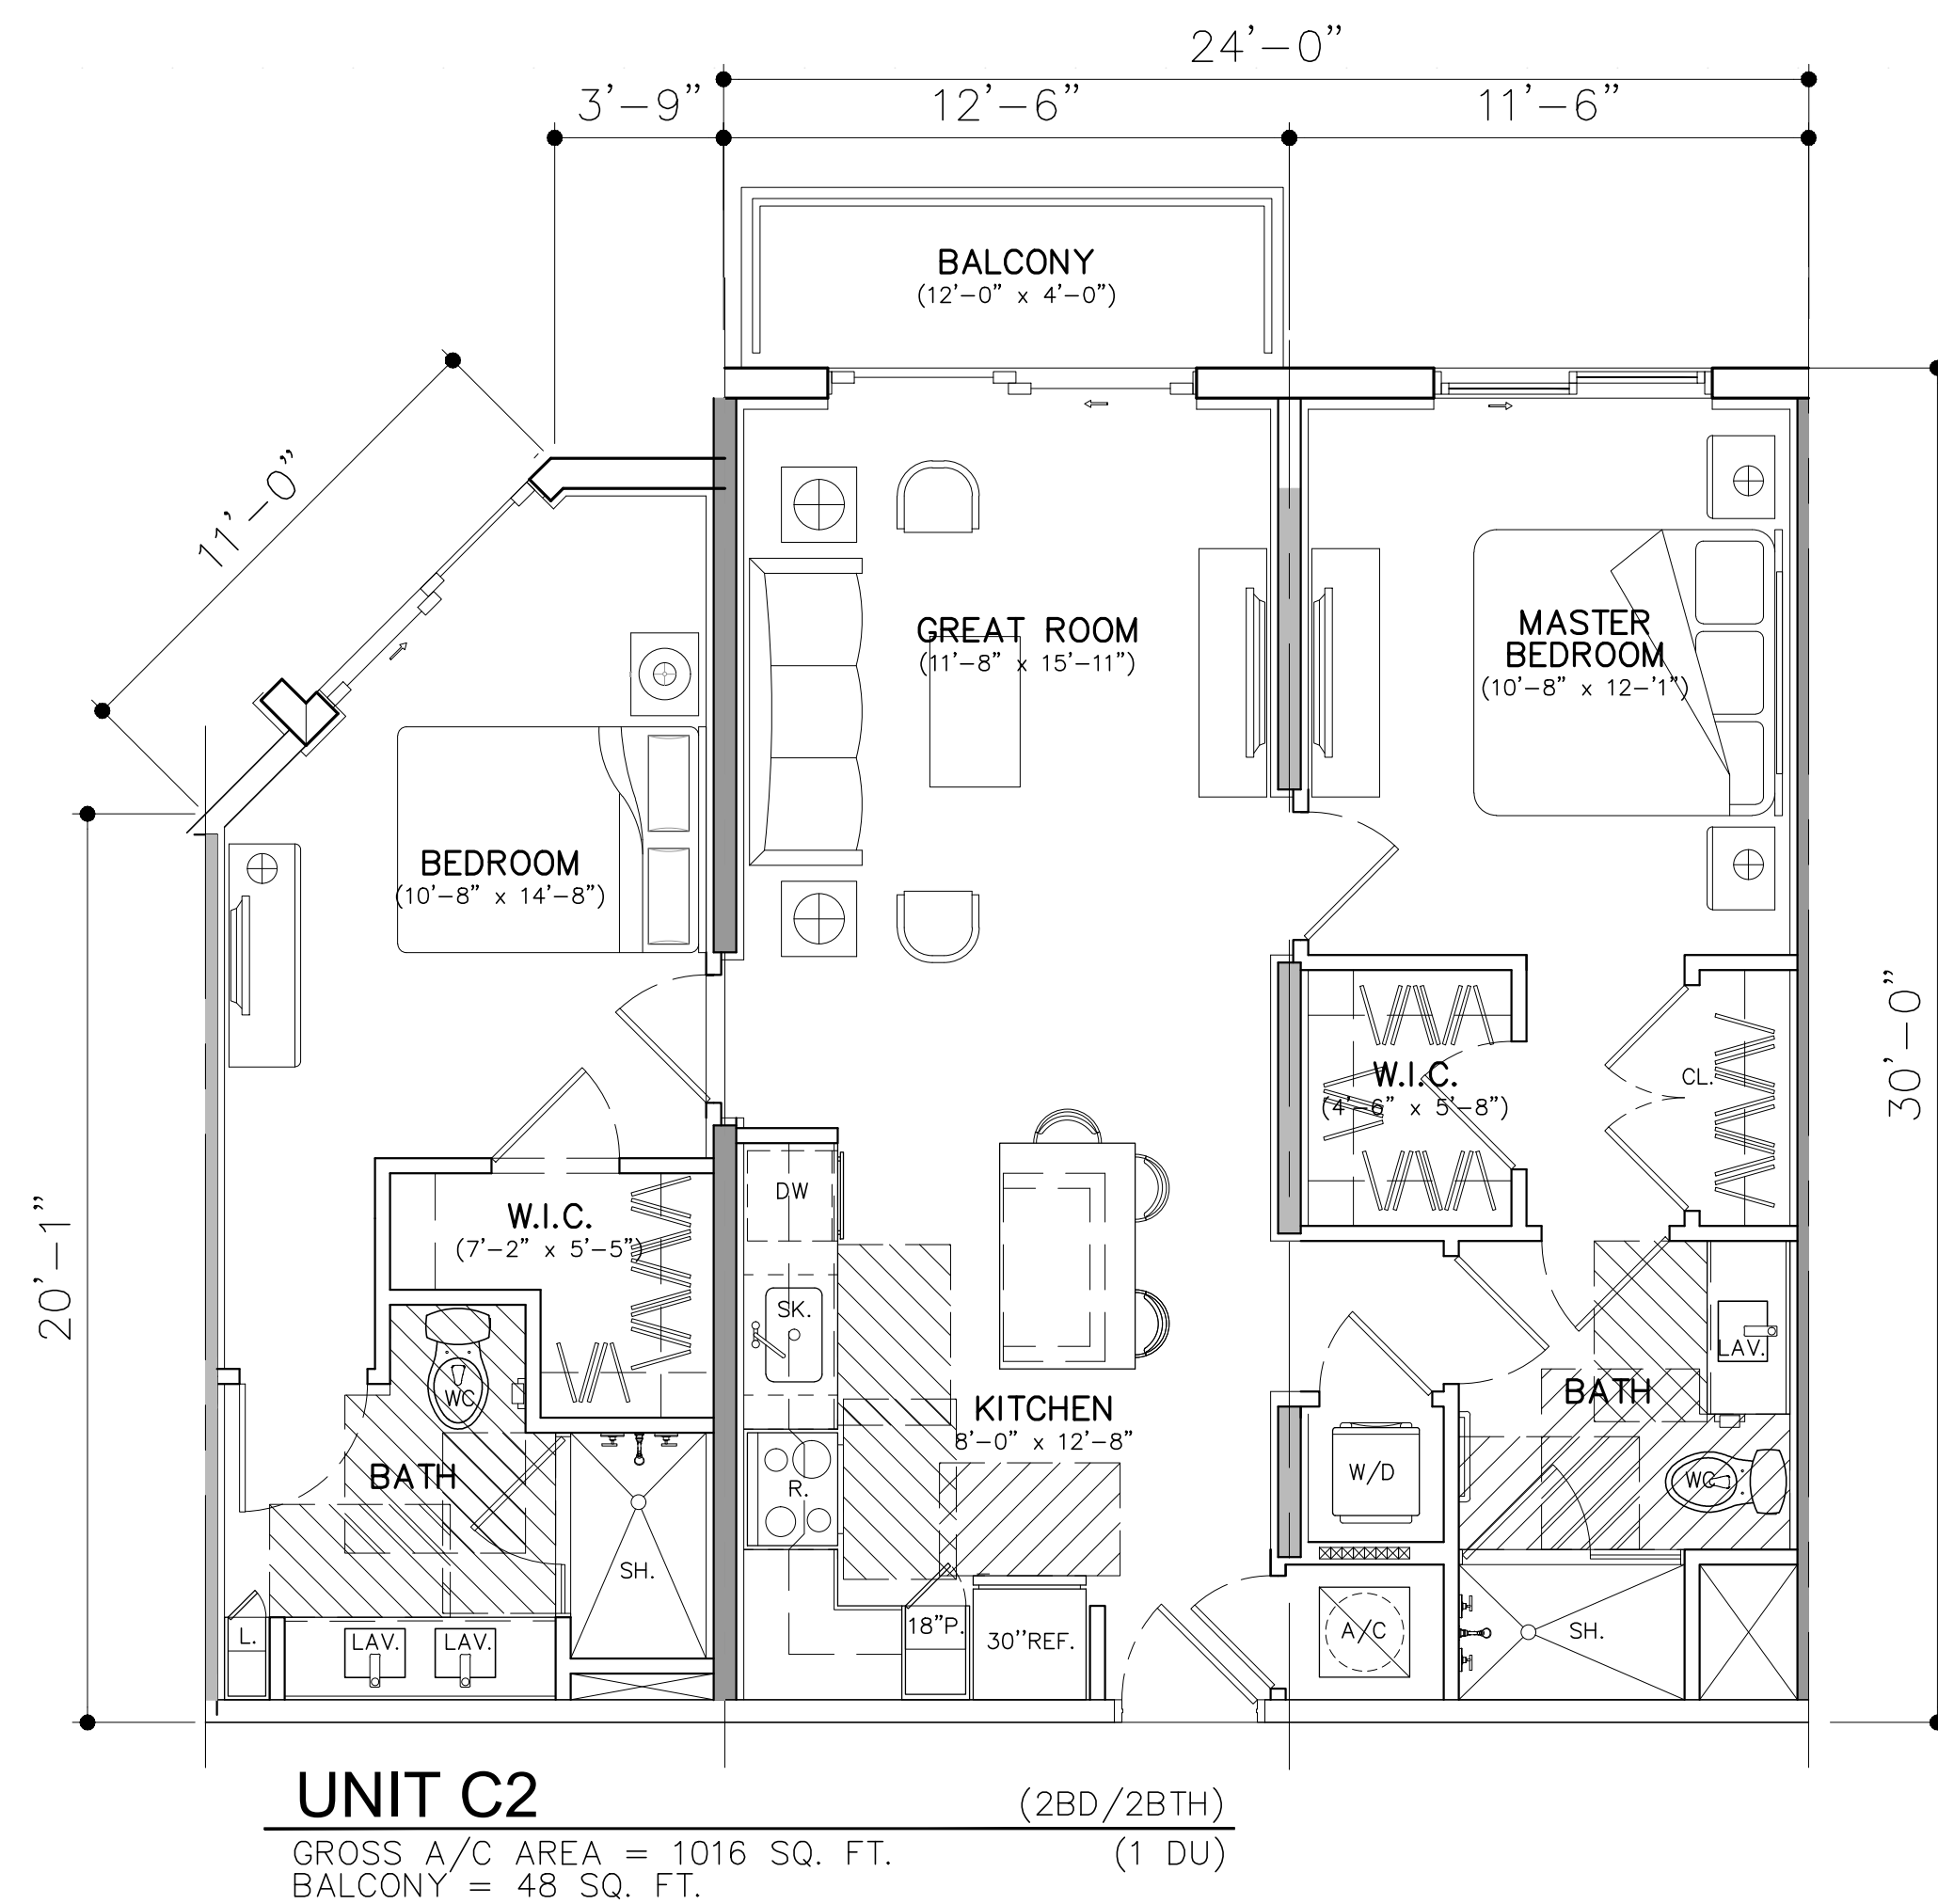 24'-0"
3'-9"
12'-6"
11'-6"
BALCONY
(12'-0" x 4'-0")
11'-0"
GREAT ROOM
(11'-8" x 15'-11")
MASTER
BEDROOM
(10'-8" x 12-'1")
BEDROOM
(10'-8" x 14'-8")
30'-0"
W.I.C.
(4'-6" x 5'-8")
CL.
DW
W.I.C.
(7'-2" x 5'-5")
20'-1"
SK.
LAV.
WC
BATH
KITCHEN
8'-0" x 12'-8"
BATH
R.
W/D
WC
SH.
L.
LAV.
LAV.
18"P.
30"REF.
A/C
SH.
UNIT C2
(2BD/2BTH)
GROSS A/C AREA = 1016 SQ. FT.
(1 DU)
BALCONY = 48 SQ. FT.